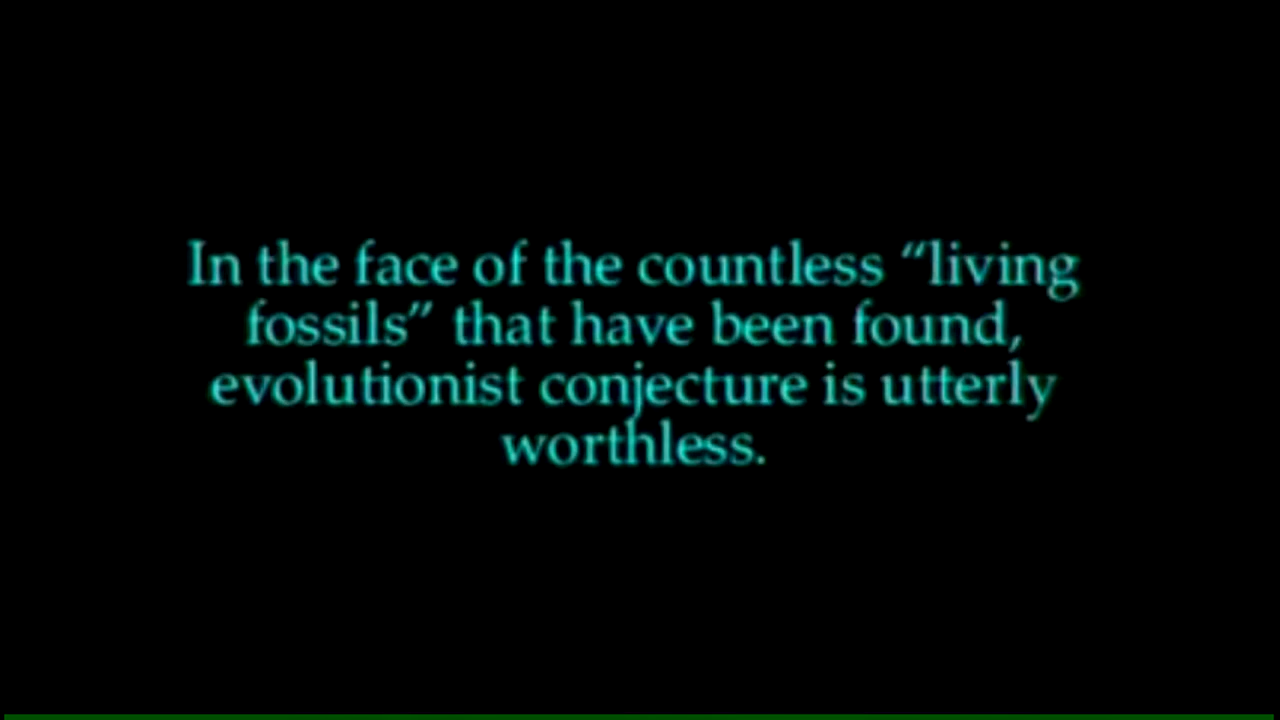 In the face of the countless “living
fossils” that have been found,
evolutionist conjecture is utterly
worthless.